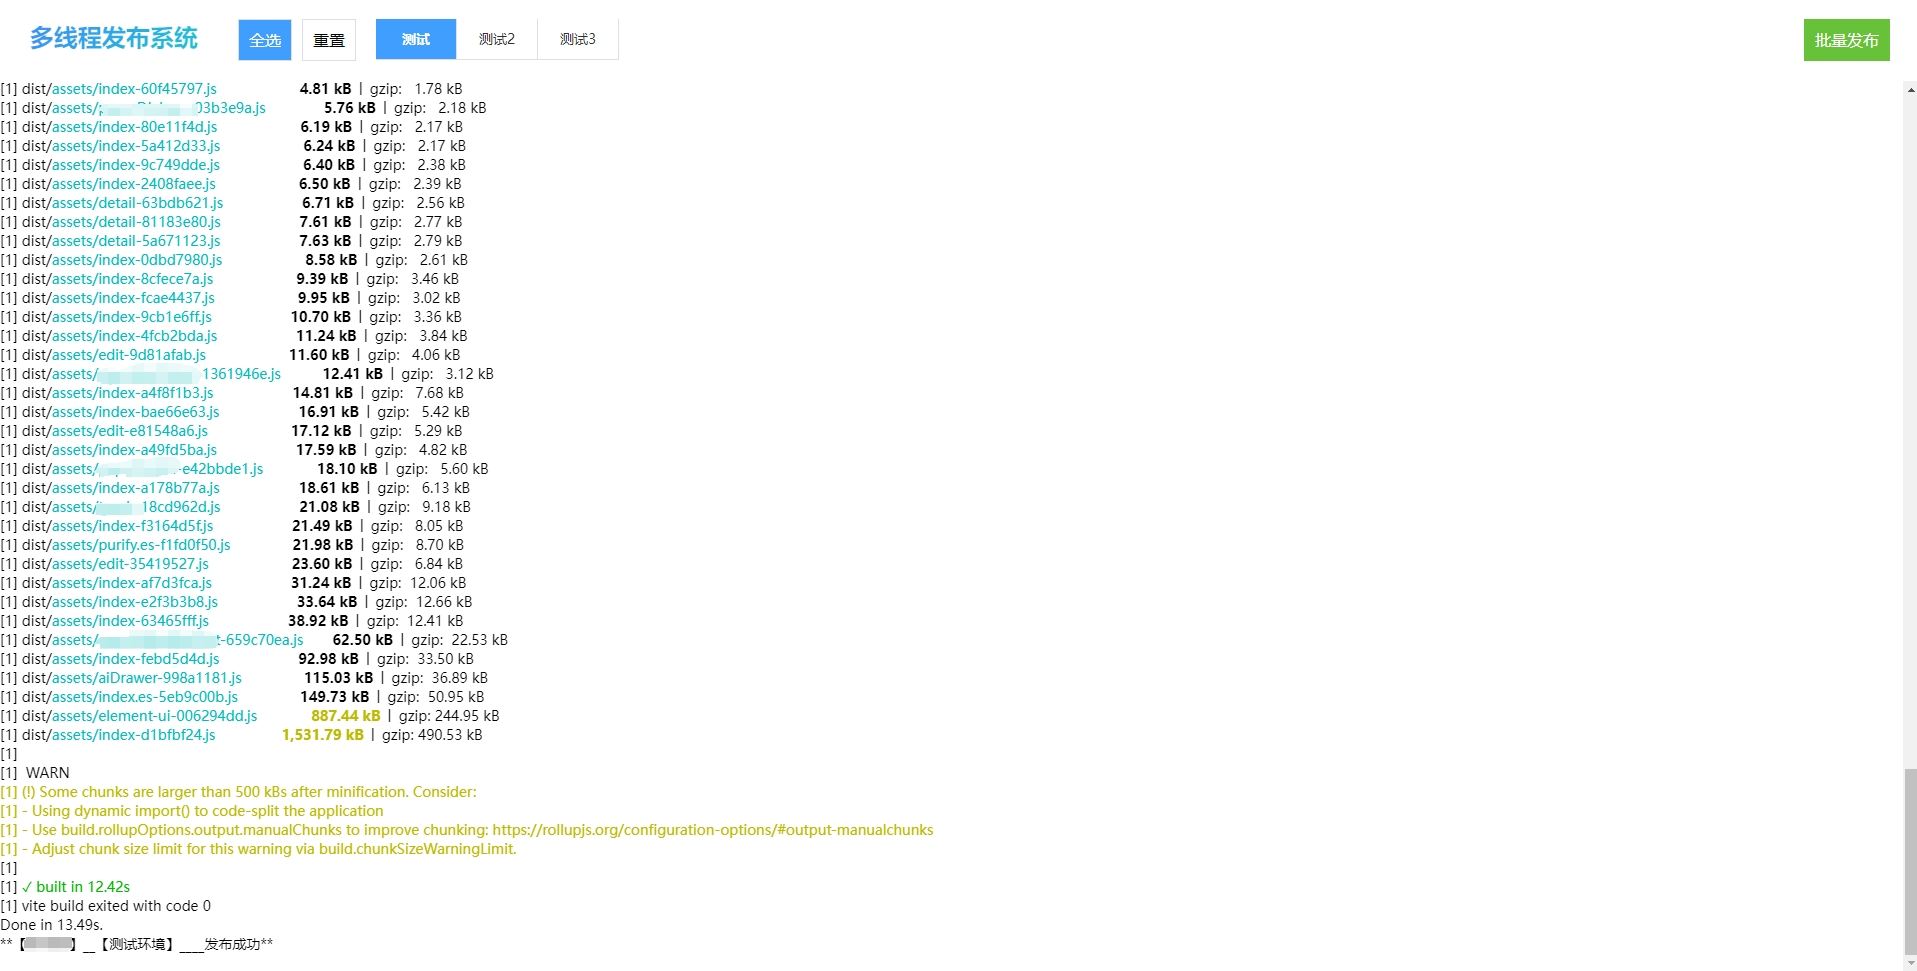 多线程发布系统 全选 重置 测试 测试2 测试3 批量发布
[1] dist/assets/index-60f45797.js 4.81 kB | gzip: 1.78 kB
[1] dist/assets/ 03b3e9a.js 5.76 kB | gzip: 2.18 kB
[1] dist/assets/index-80e11f4d.js 6.19 kB | gzip: 2.17 kB
[1] dist/assets/index-5a412d33.js 6.24 kB | gzip: 2.17 kB
[1] dist/assets/index-9c749dde.js 6.40 kB | gzip: 2.38 kB
[1] dist/assets/index-2408faee.js 6.50 kB | gzip: 2.39 kB
[1] dist/assets/detail-63bdb621.js 6.71 kB | gzip: 2.56 kB
[1] dist/assets/detail-81183e80.js 7.61 kB | gzip: 2.77 kB
[1] dist/assets/detail-5a671123.js 7.63 kB | gzip: 2.79 kB
[1] dist/assets/index-0dbd7980.js 8.58 kB | gzip: 2.61 kB
[1] dist/assets/index-8cfece7a.js 9.39 kB | gzip: 3.46 kB
[1] dist/assets/index-fcae4437.js 9.95 kB | gzip: 3.02 kB
[1] dist/assets/index-9cb1e6ff.js 10.70 kB | gzip: 3.36 kB
[1] dist/assets/index-4fcb2bda.js 11.24 kB | gzip: 3.84 kB
[1] dist/assets/edit-9d81afab.js 11.60 kB | gzip: 4.06 kB
[1] dist/assets/ -1361946e.js 12.41 kB | gzip: 3.12 kB
[1] dist/assets/index-a4f8f1b3.js 14.81 kB | gzip: 7.68 kB
[1] dist/assets/index-bae66e63.js 16.91 kB | gzip: 5.42 kB
[1] dist/assets/edit-e81548a6.js 17.12 kB | gzip: 5.29 kB
[1] dist/assets/index-a49fd5ba.js 17.59 kB | gzip: 4.82 kB
[1] dist/assets/ -e42bbde1.js 18.10 kB | gzip: 5.60 kB
[1] dist/assets/index-a178b77a.js 18.61 kB | gzip: 6.13 kB
[1] dist/assets/ 18cd962d.js 21.08 kB | gzip: 9.18 kB
[1] dist/assets/index-f3164d5f.js 21.49 kB | gzip: 8.05 kB
[1] dist/assets/purify.es-f1fd0f50.js 21.98 kB | gzip: 8.70 kB
[1] dist/assets/edit-35419527.js 23.60 kB | gzip: 6.84 kB
[1] dist/assets/index-af7d3fca.js 31.24 kB | gzip: 12.06 kB
[1] dist/assets/index-e2f3b3b8.js 33.64 kB | gzip: 12.66 kB
[1] dist/assets/index-63465fff.js 38.92 kB | gzip: 12.41 kB
[1] dist/assets/ t-659c70ea.js 62.50 kB | gzip: 22.53 kB
[1] dist/assets/index-febd5d4d.js 92.98 kB | gzip: 33.50 kB
[1] dist/assets/aiDrawer-998a1181.js 115.03 kB | gzip: 36.89 kB
[1] dist/assets/index.es-5eb9c00b.js 149.73 kB | gzip: 50.95 kB
[1] dist/assets/element-ui-006294dd.js 887.44 kB | gzip: 244.95 kB
[1] dist/assets/index-d1bfbf24.js 1,531.79 kB | gzip: 490.53 kB
[1]
[1] WARN
[1] (!) Some chunks are larger than 500 kBs after minification. Consider:
[1] - Using dynamic import() to code-split the application
[1] - Use build.rollupOptions.output.manualChunks to improve chunking: https://rollupjs.org/configuration-options/#output-manualchunks
[1] - Adjust chunk size limit for this warning via build.chunkSizeWarningLimit.
[1]
[1] ✓ built in 12.42s
[1] vite build exited with code 0
Done in 13.49s.
**【 】__【测试环境】____发布成功**